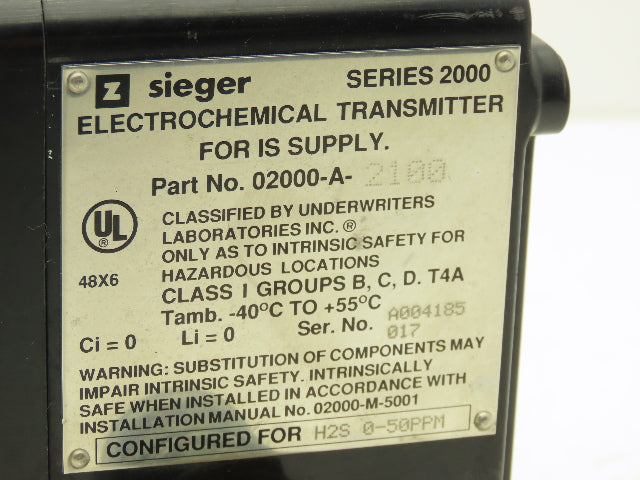 Z sieger SERIES 2000
ELECTROCHEMICAL TRANSMITTER
FOR IS SUPPLY.
Part No. 02000-A- 2100
UL
48X6
CLASSIFIED BY UNDERWRITERS
LABORATORIES INC.®
ONLY AS TO INTRINSIC SAFETY FOR
HAZARDOUS LOCATIONS
CLASS I GROUPS B, C, D. T4A
Tamb. -40°C TO +55°C
Ci = 0 Li = 0 Ser. No. A004185
017
WARNING: SUBSTITUTION OF COMPONENTS MAY
IMPAIR INTRINSIC SAFETY. INTRINSICALLY
SAFE WHEN INSTALLED IN ACCORDANCE WITH
INSTALLATION MANUAL No. 02000-M-5001
CONFIGURED FOR H2S 0-50PPM